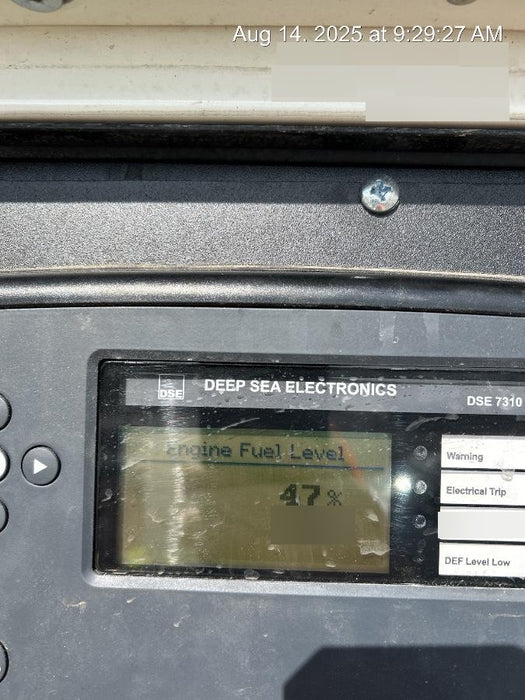 Aug 14. 2025 at 9:29:27 AM
DSE
DEEP SEA ELECTRONICS
DSE 7310
Engine Fuel Level
47 %
Warning
Electrical Trip
DEF Level Low